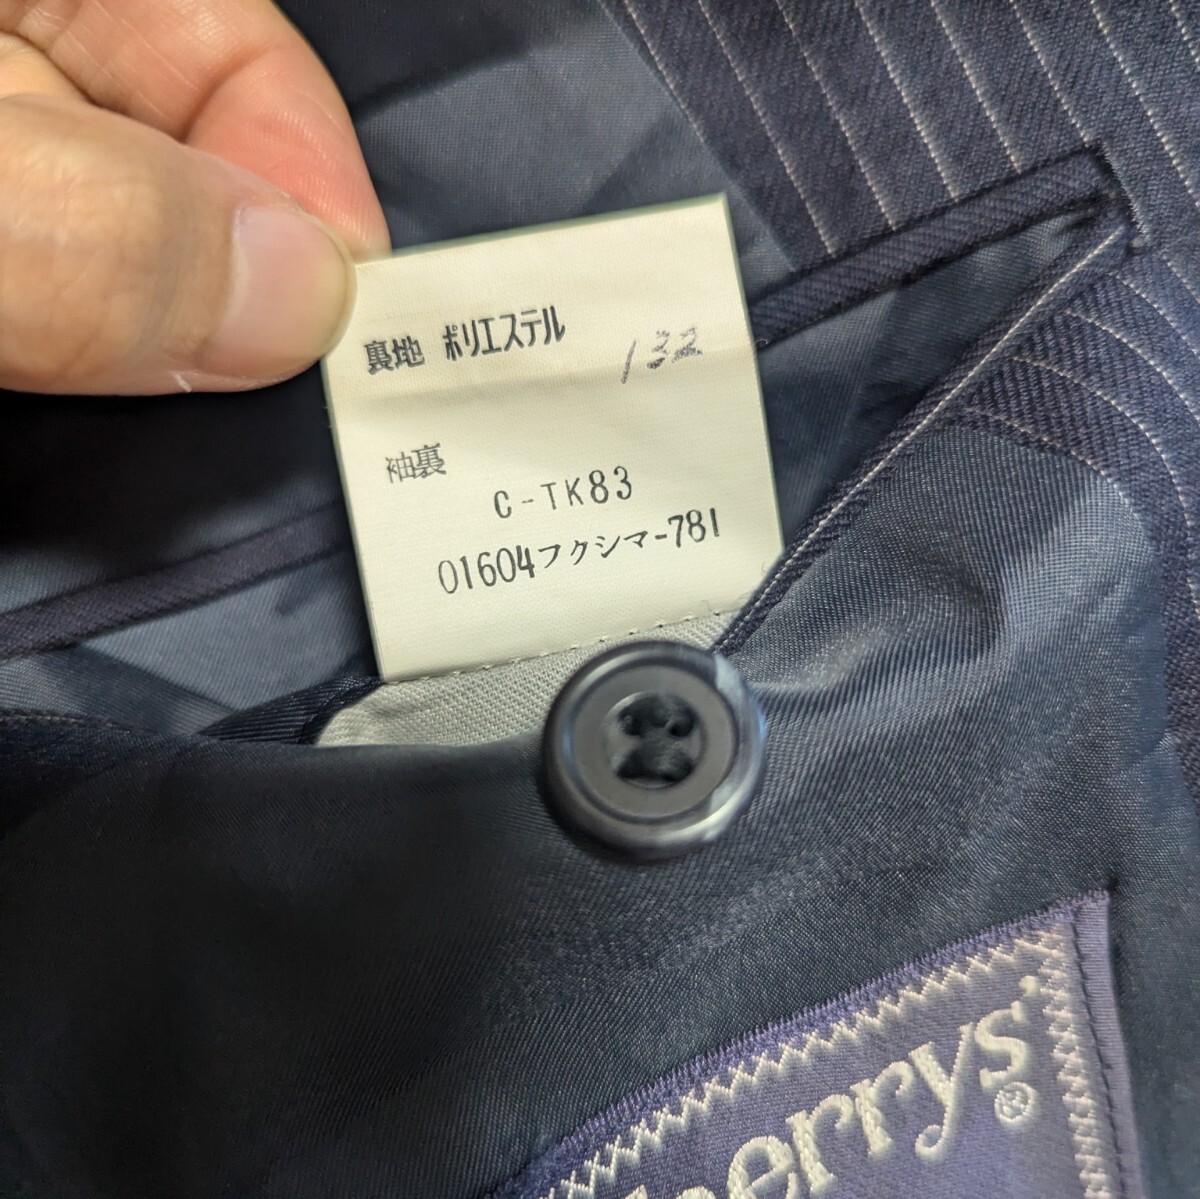 裏地 ポリエステル
132
袖裏
C-TK83
01604フクシマ-781
berrys'®